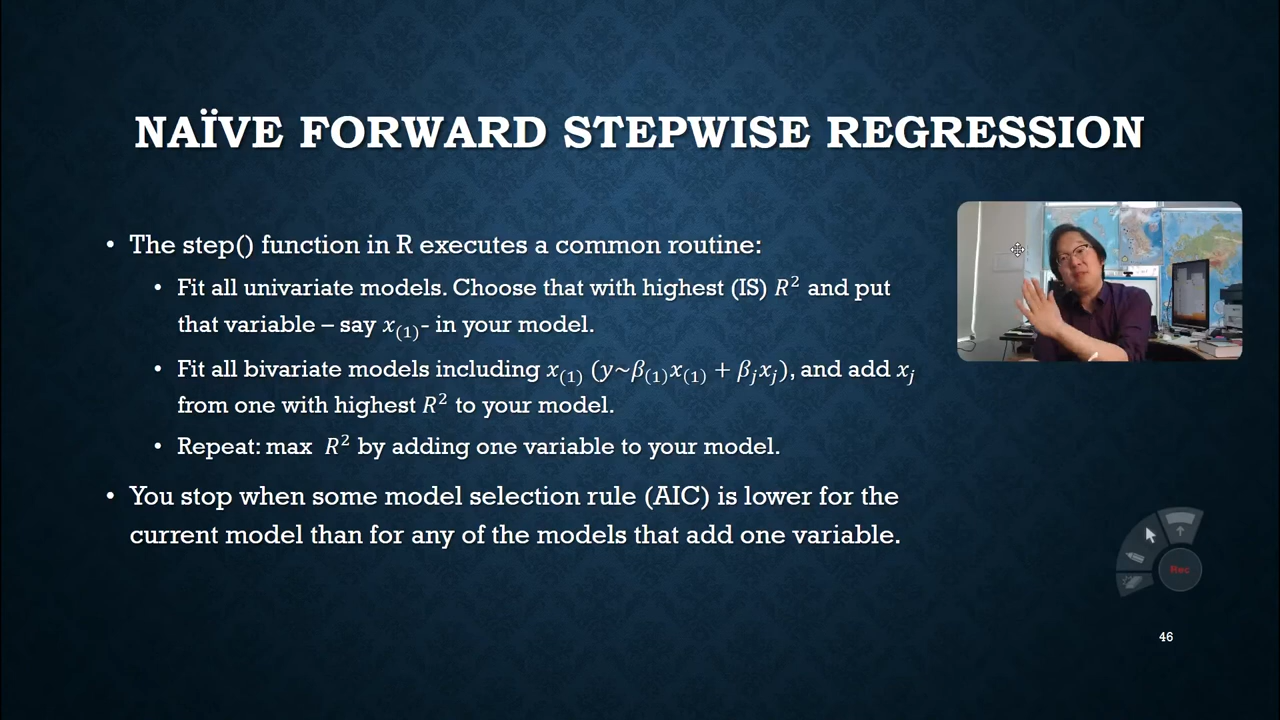 NAÏVE FORWARD STEPWISE REGRESSION
• The step() function in R executes a common routine:
• Fit all univariate models. Choose that with highest (IS) R² and put
that variable – say x₍₁₎- in your model.
• Fit all bivariate models including x₍₁₎ (y~β₍₁₎x₍₁₎ + βⱼxⱼ), and add xⱼ
from one with highest R² to your model.
• Repeat: max R² by adding one variable to your model.
• You stop when some model selection rule (AIC) is lower for the
current model than for any of the models that add one variable.
Rec
46